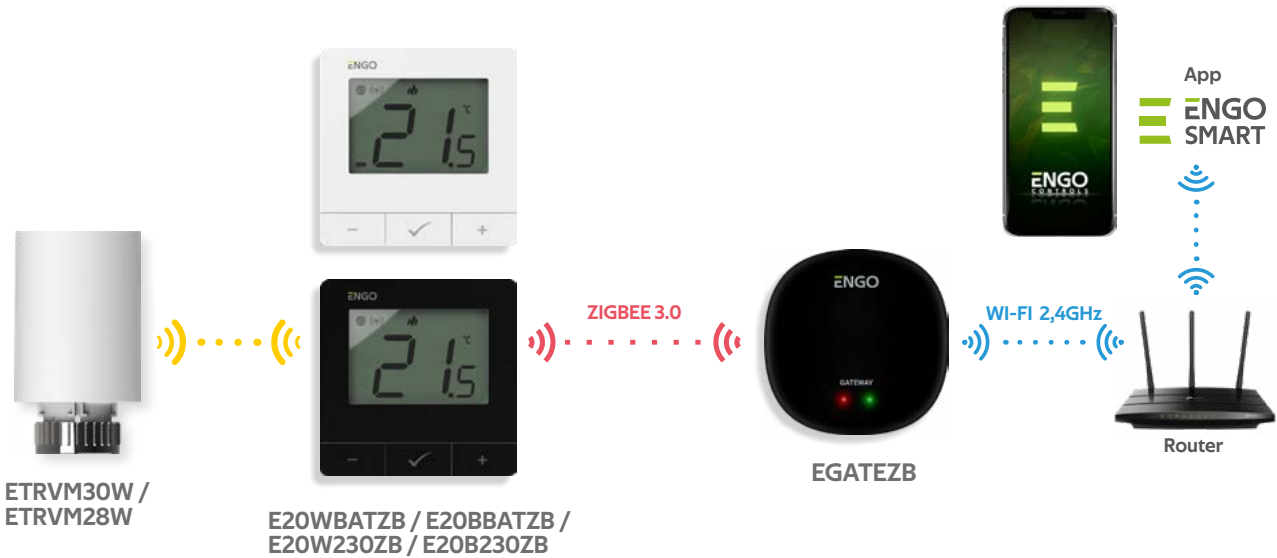 ENGO
21.5 °C
ENGO
21.5 °C
ETRVM30W /
ETRVM28W
E20WBATZB / E20BBATZB /
E20W230ZB / E20B230ZB
ZIGBEE 3.0
ENGO
GATEWAY
EGATEZB
WI-FI 2,4GHz
ENGO
CONTROLS
App
ENGO
SMART
Router